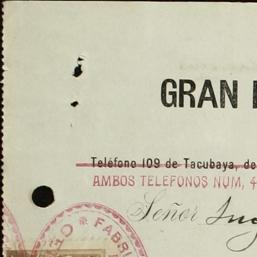 GRAN
Teléfono 109 de Tacubaya, de
AMBOS TELEFONOS NUM, 4
Señor
FABRI